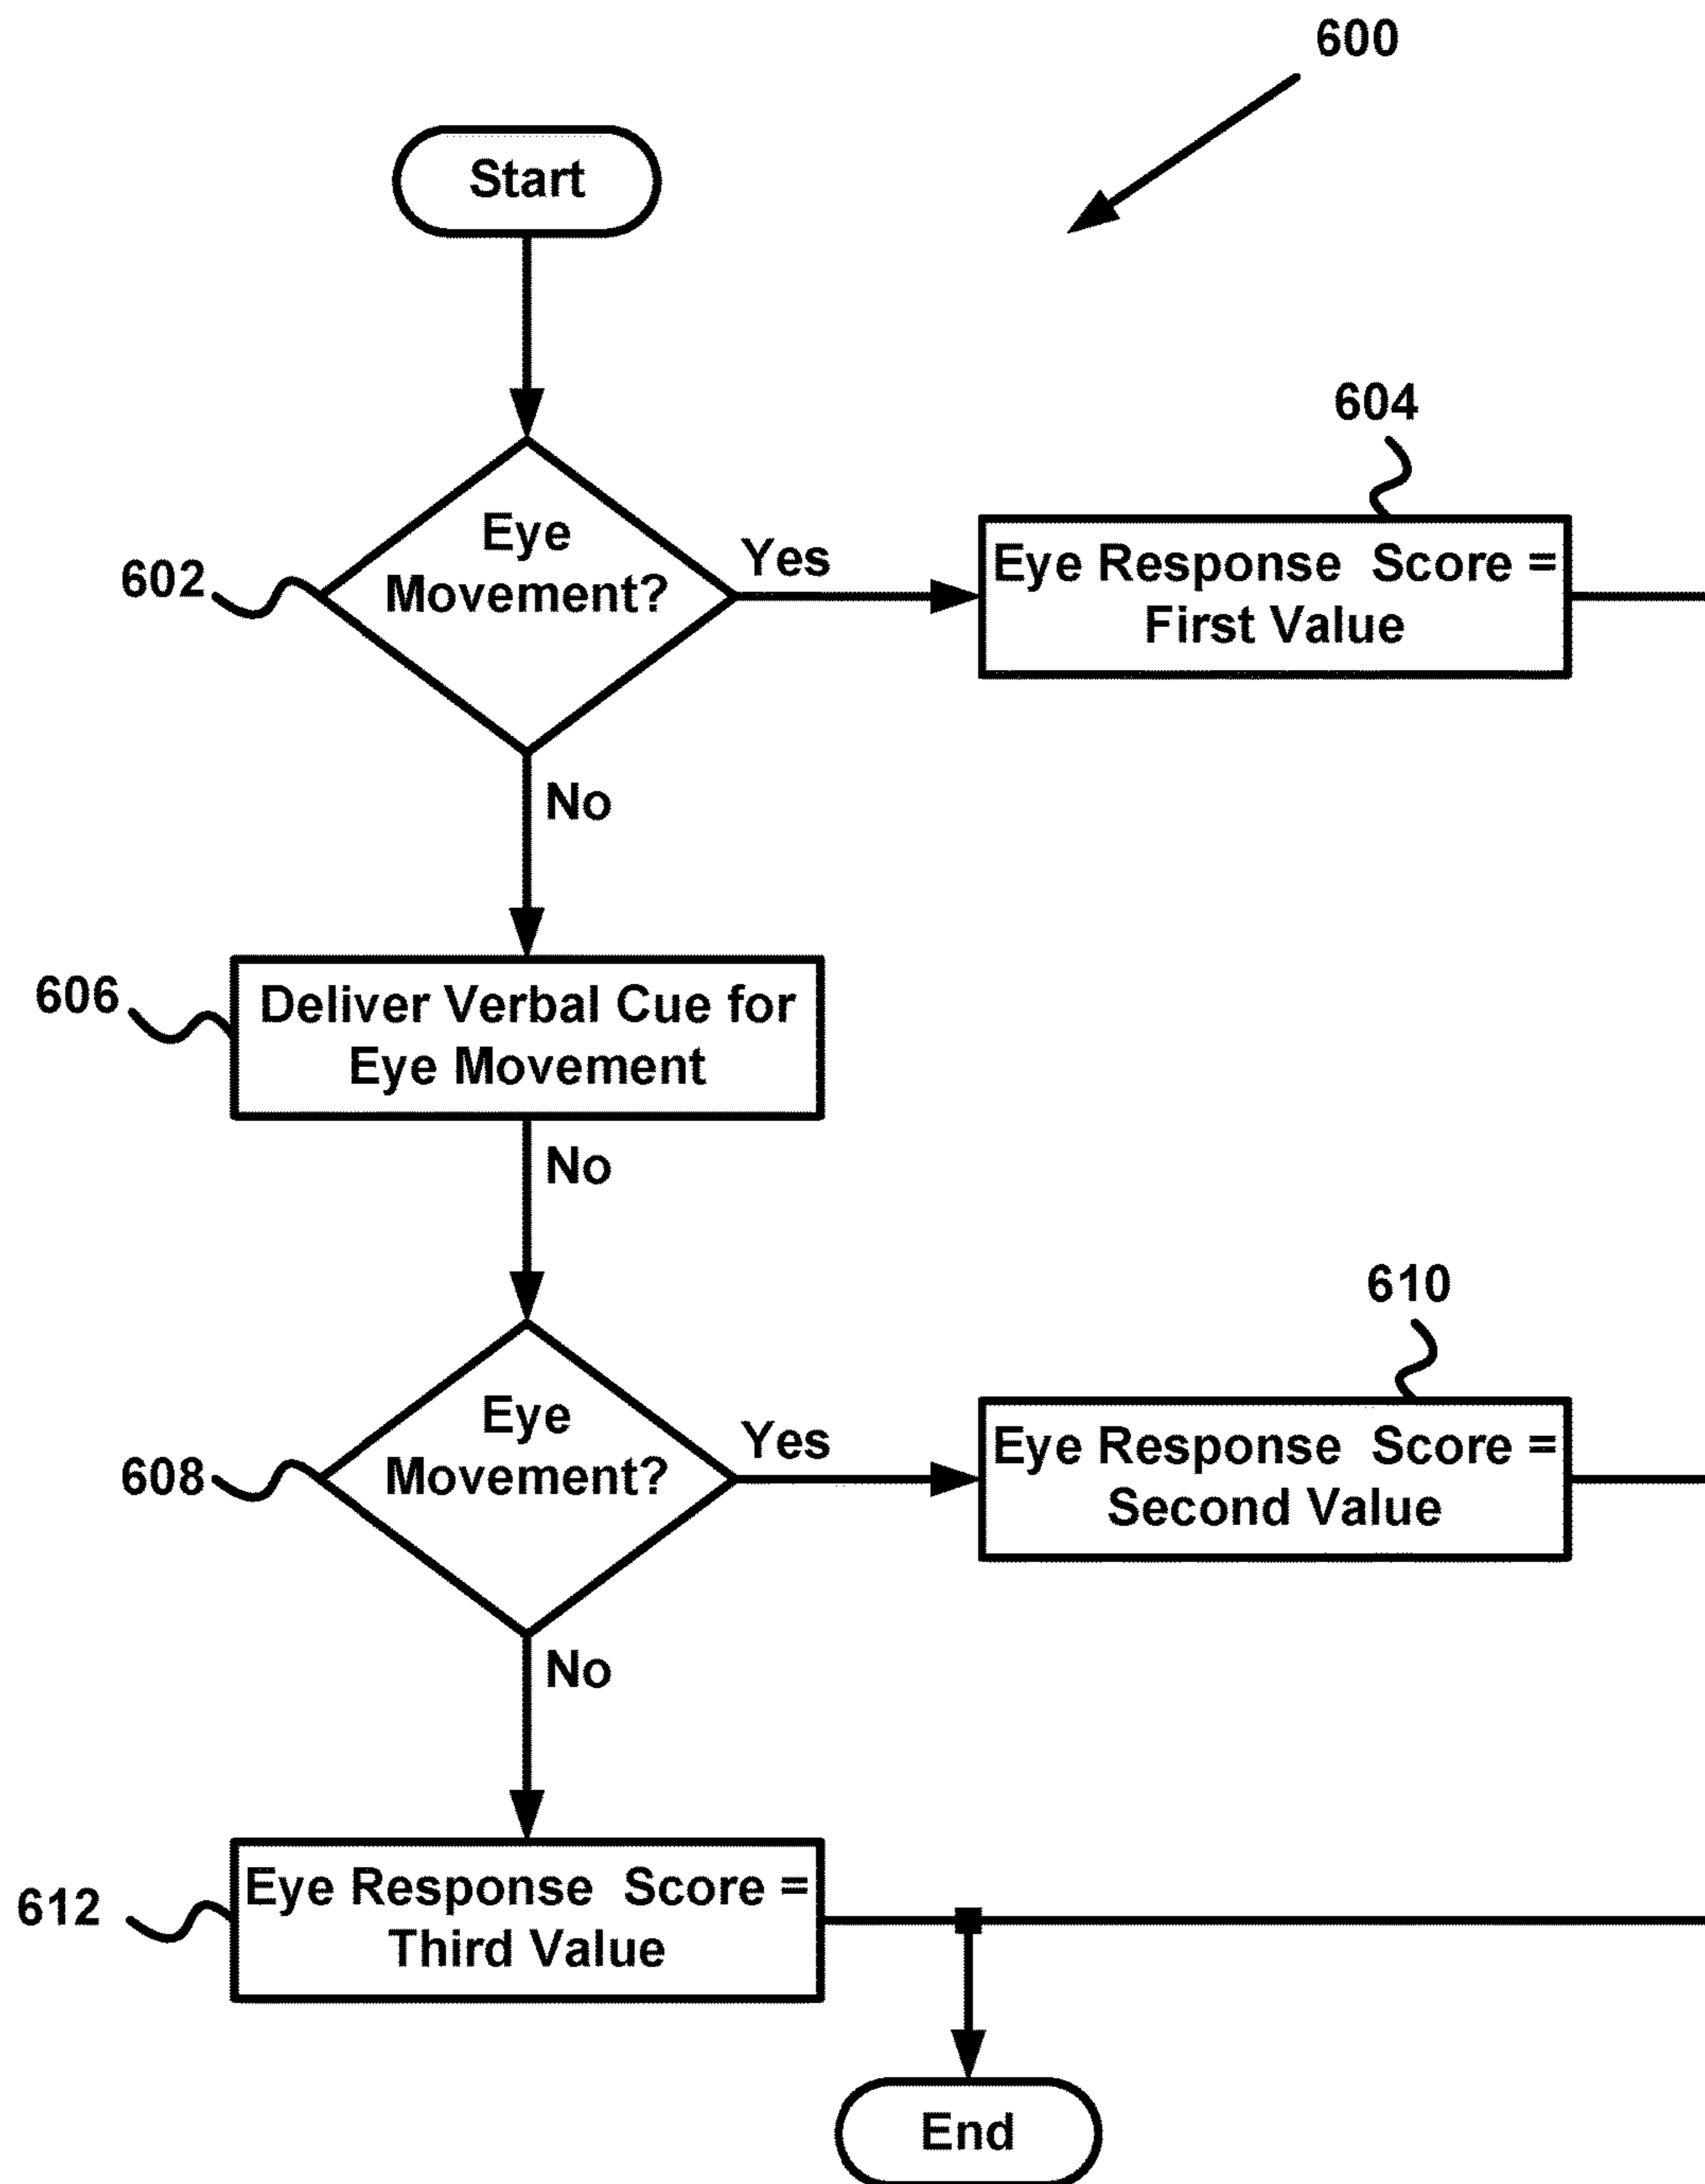 600
Start
604
Eye
Movement?
602
Yes
Eye Response  Score =
First Value
No
606
Deliver Verbal Cue for
Eye Movement
No
610
Eye
Movement?
608
Yes
Eye Response  Score =
Second Value
No
612
Eye Response  Score =
Third Value
End